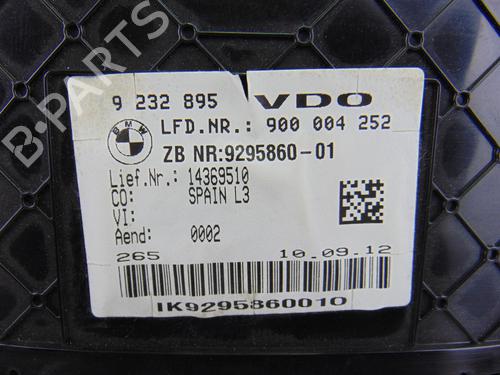 9 232 895 VDO
BMW
LFD.NR.: 900 004 252
ZB NR:9295860-01
Lief.Nr.: 14369510
CO: SPAIN L3
VI:
Aend: 0002
265 10.09.12
IK9295860010
B-PARTS